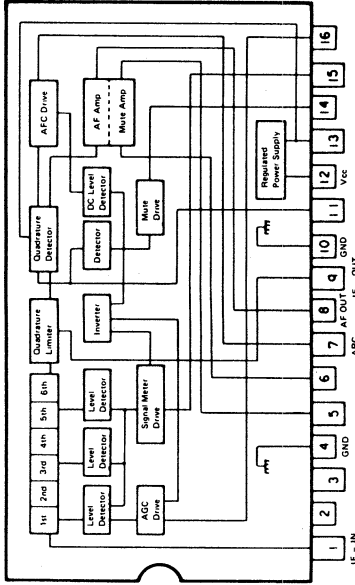 1st 2nd 3rd 4th 5th 6th
Quadrature
Limiter
Quadrature
Detector
AFC Drive
Level
Detector
Level
Detector
Level
Detector
Inverter
Detector
DC Level
Detector
AF Amp
Mute Amp
AGC
Drive
Signal Meter
Drive
Mute
Drive
Regulated
Power Supply
1 2 3 4 5 6 7 8 9 10 11 12 13 14 15 16
IF - IN
GND
AF OUT
GND
Vcc